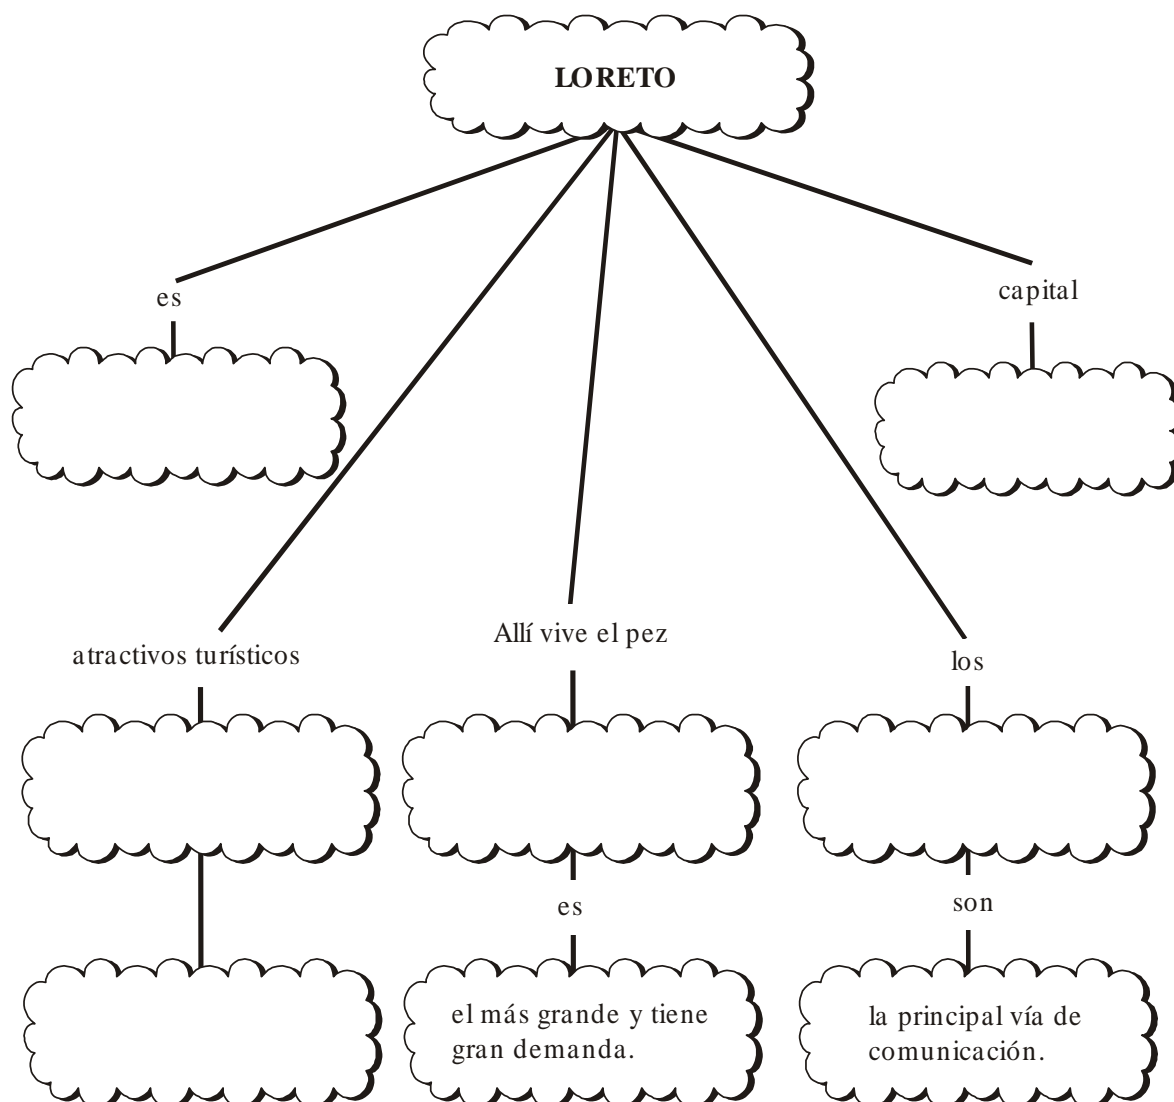 LORETO
es
capital
atractivos turísticos
Allí vive el pez
los
es
son
el más grande y tiene
gran demanda.
la principal vía de
comunicación.